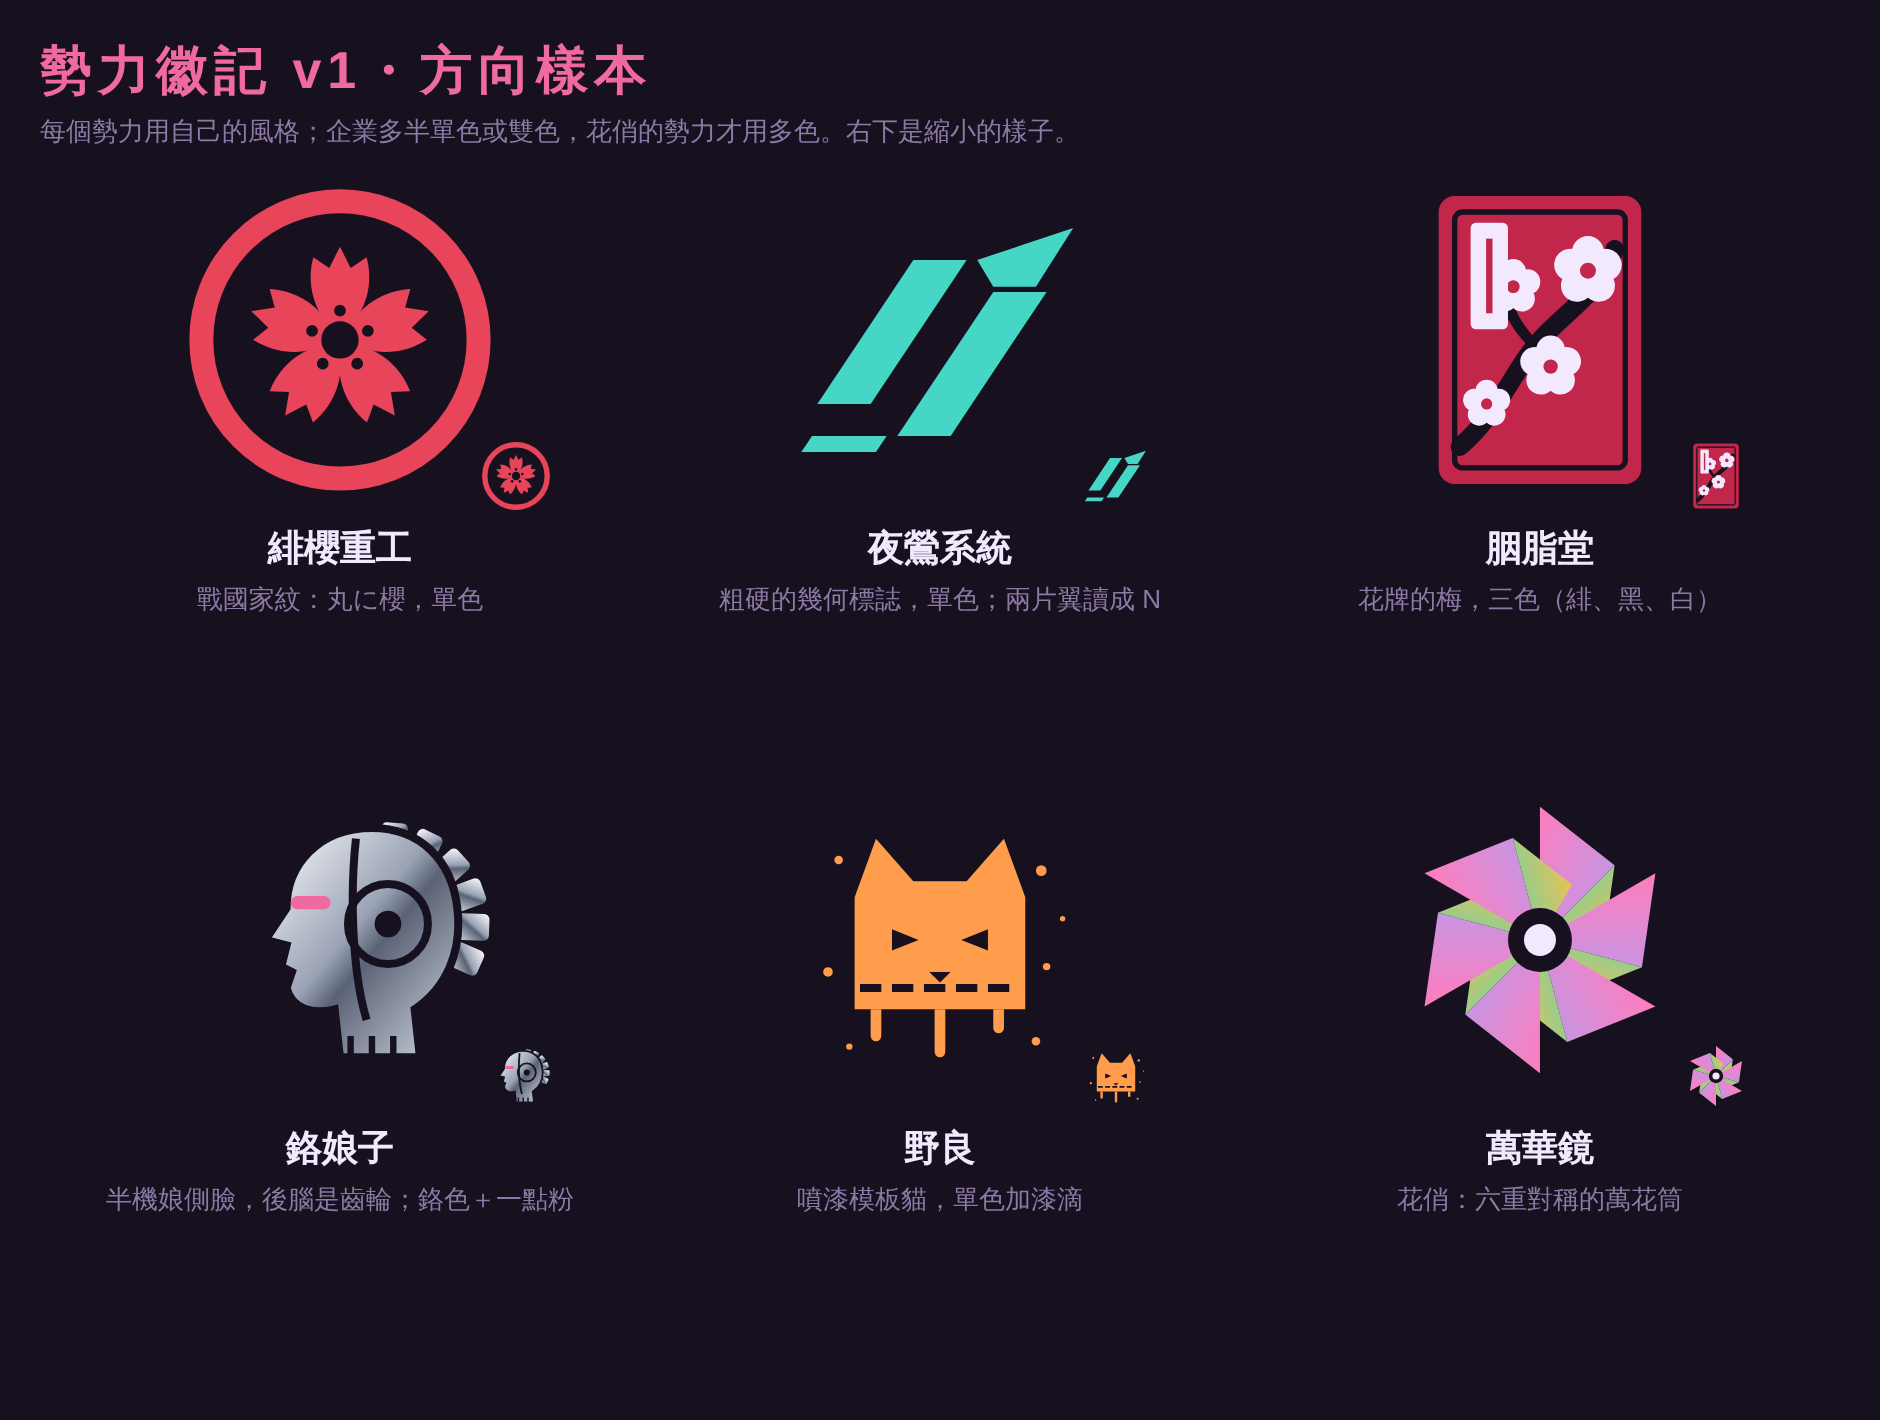 勢力徽記 v1・方向樣本
每個勢力用自己的風格；企業多半單色或雙色，花俏的勢力才用多色。右下是縮小的樣子。
緋櫻重工
戰國家紋：丸に櫻，單色
夜鶯系統
粗硬的幾何標誌，單色；兩片翼讀成 N
胭脂堂
花牌的梅，三色（緋、黑、白）
鉻娘子
半機娘側臉，後腦是齒輪；鉻色＋一點粉
野良
噴漆模板貓，單色加漆滴
萬華鏡
花俏：六重對稱的萬花筒